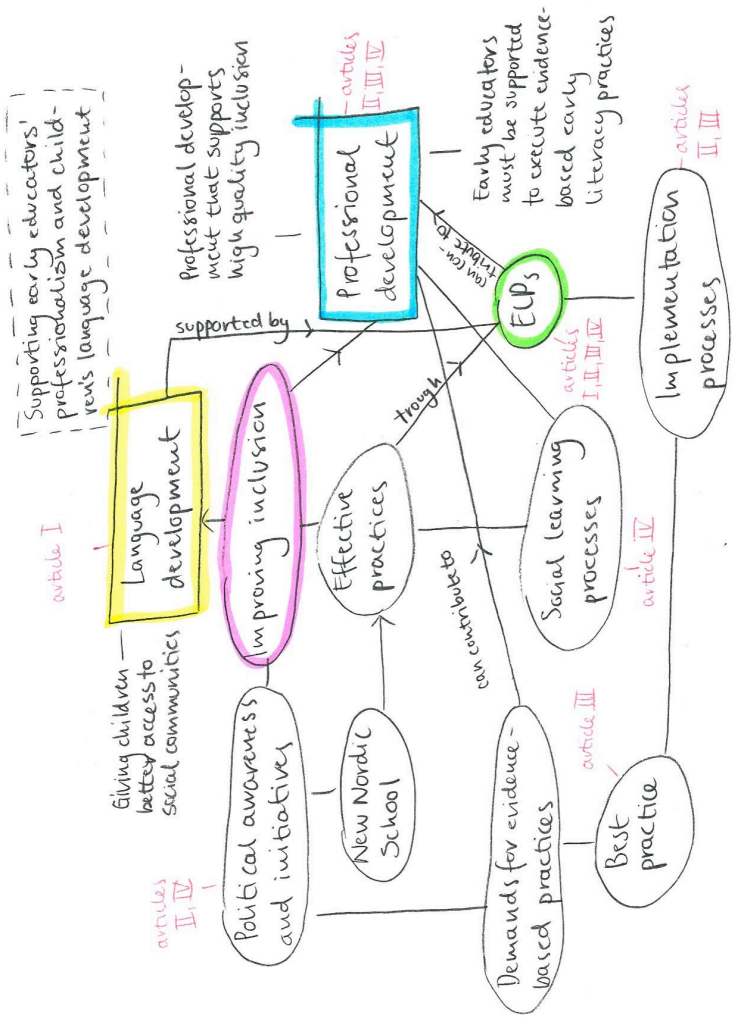 Supporting early educators'
professionalism and child-
ren's language development
article I
Giving children
better access to
social communities
Language
development
Professional develop-
ment that supports
high quality inclusion
articles
II, IV
Political awareness
and initiatives
Improving inclusion
supported by
Professional
development
articles
II, III, IV
New Nordic
School
Effective
practices
trough
can con-
tribute to
Early educators
must be supported
to execute evidence-
based early
literacy practices
can contribute to
ELPs
articles
I, II, III, IV
Demands for evidence-
based practices
Social learning
processes
article IV
article III
Best
practice
Implementation
processes
articles
II, III